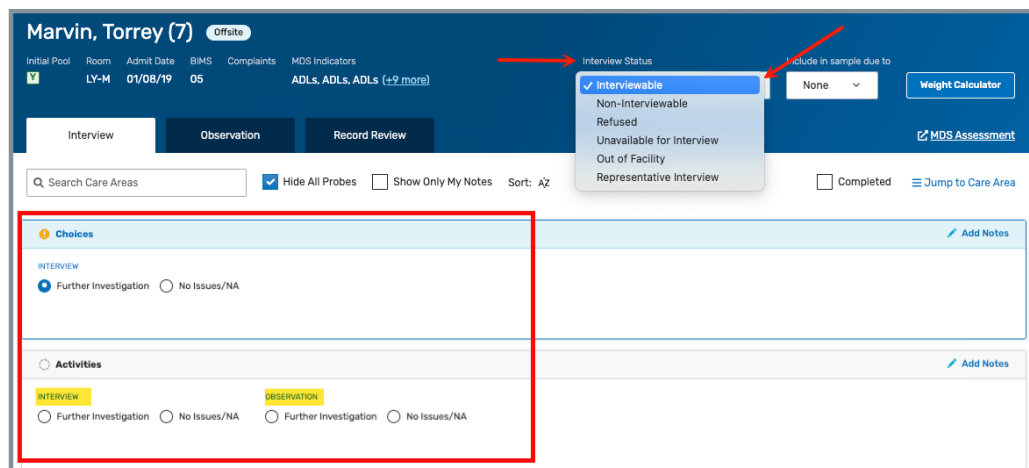 Marvin, Torrey (7) Offsite
Initial Pool Room Admit Date BIMS Complaints MDS Indicators Interview Status Include in sample due to
Y LY-M 01/08/19 05 ADLs, ADLs, ADLs (+9 more) None Weight Calculator
✓ Interviewable
Non-Interviewable
Refused
Unavailable for Interview
Out of Facility
Representative Interview
Interview Observation Record Review MDS Assessment
Search Care Areas Hide All Probes Show Only My Notes Sort: AZ Completed Jump to Care Area
Choices Add Notes
INTERVIEW
Further Investigation No Issues/NA
Activities Add Notes
INTERVIEW OBSERVATION
Further Investigation No Issues/NA Further Investigation No Issues/NA